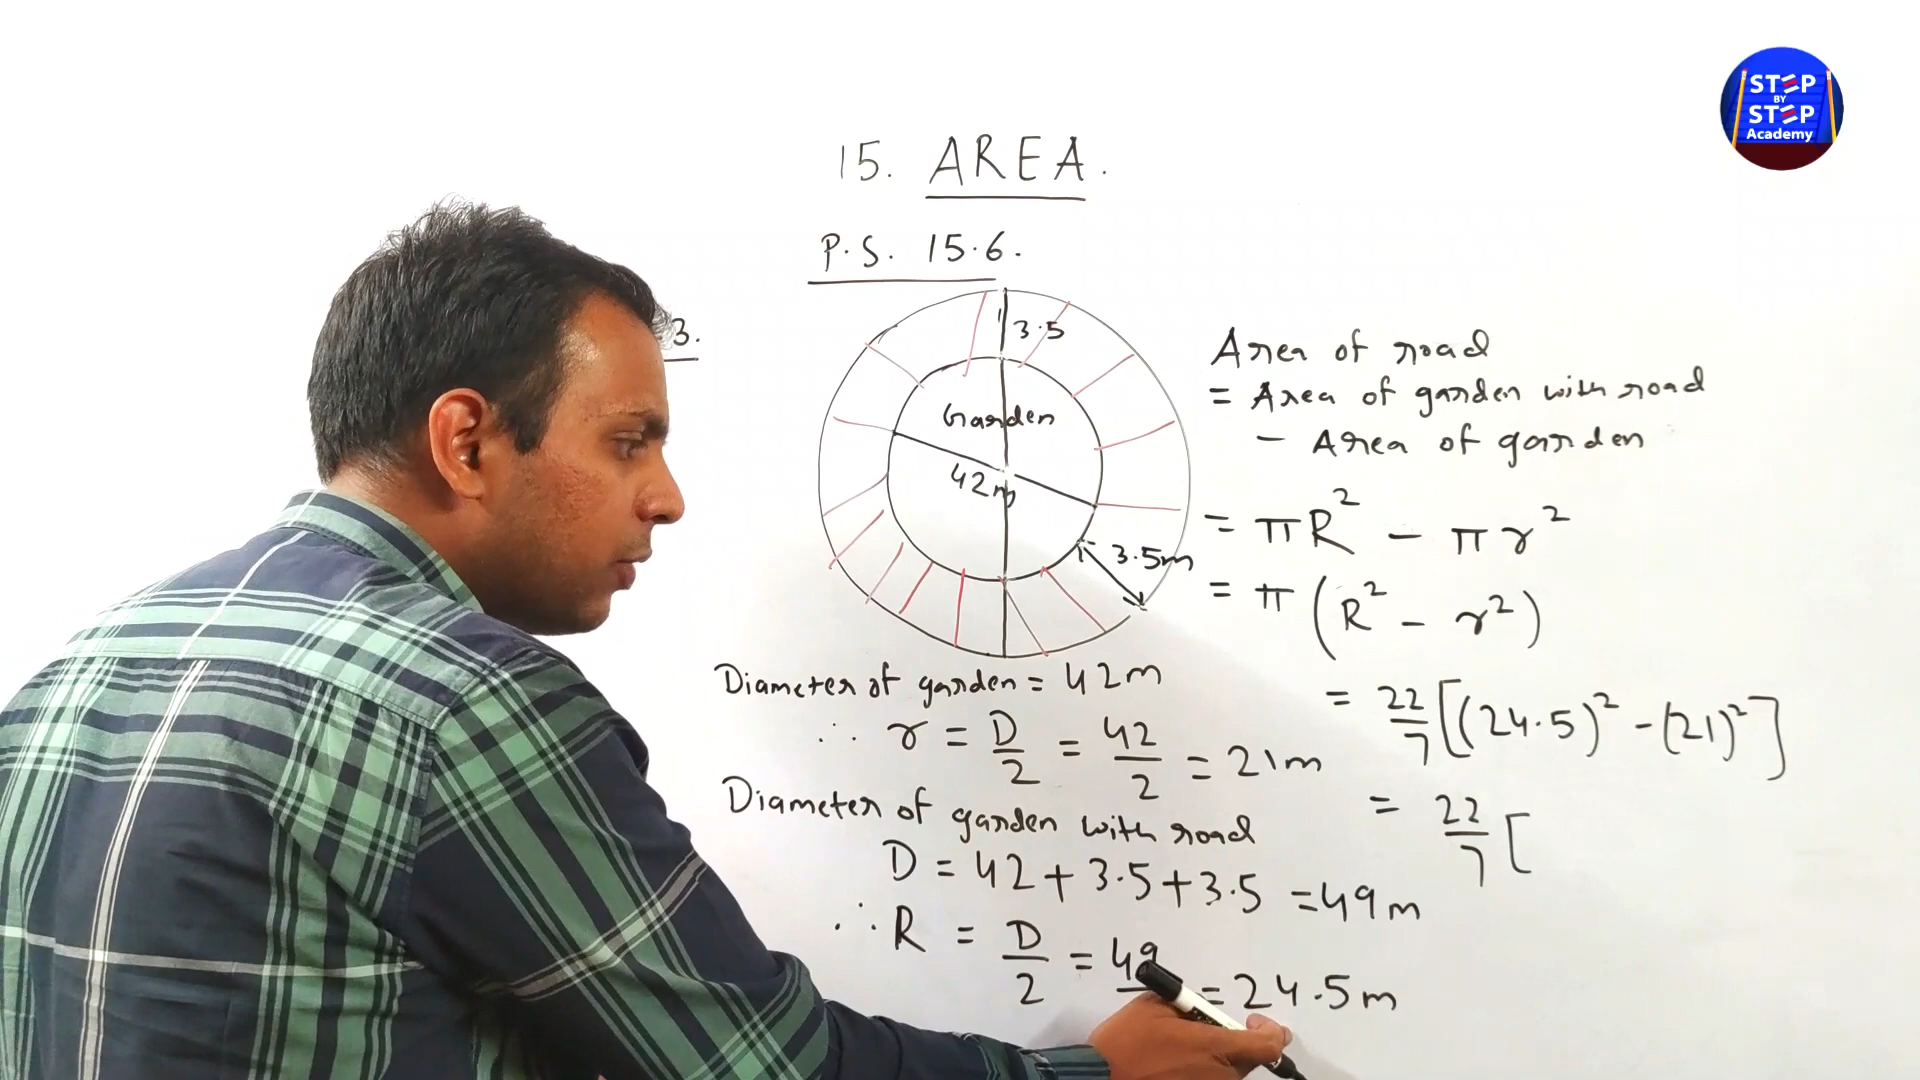 STEP
BY
STEP
Academy
15. AREA.
P.S. 15.6.
3.
3.5
Garden
42m
3.5m
Diameter of garden = 42m
∴ r = D/2 = 42/2 = 21m
Diameter of garden with road
D = 42 + 3.5 + 3.5 = 49m
∴ R = D/2 = 49 = 24.5m
Area of road
= Area of garden with road
− Area of garden
= πR² − πr²
= π(R² − r²)
= 22/7 [(24.5)² − (21)²]
= 22/7 [